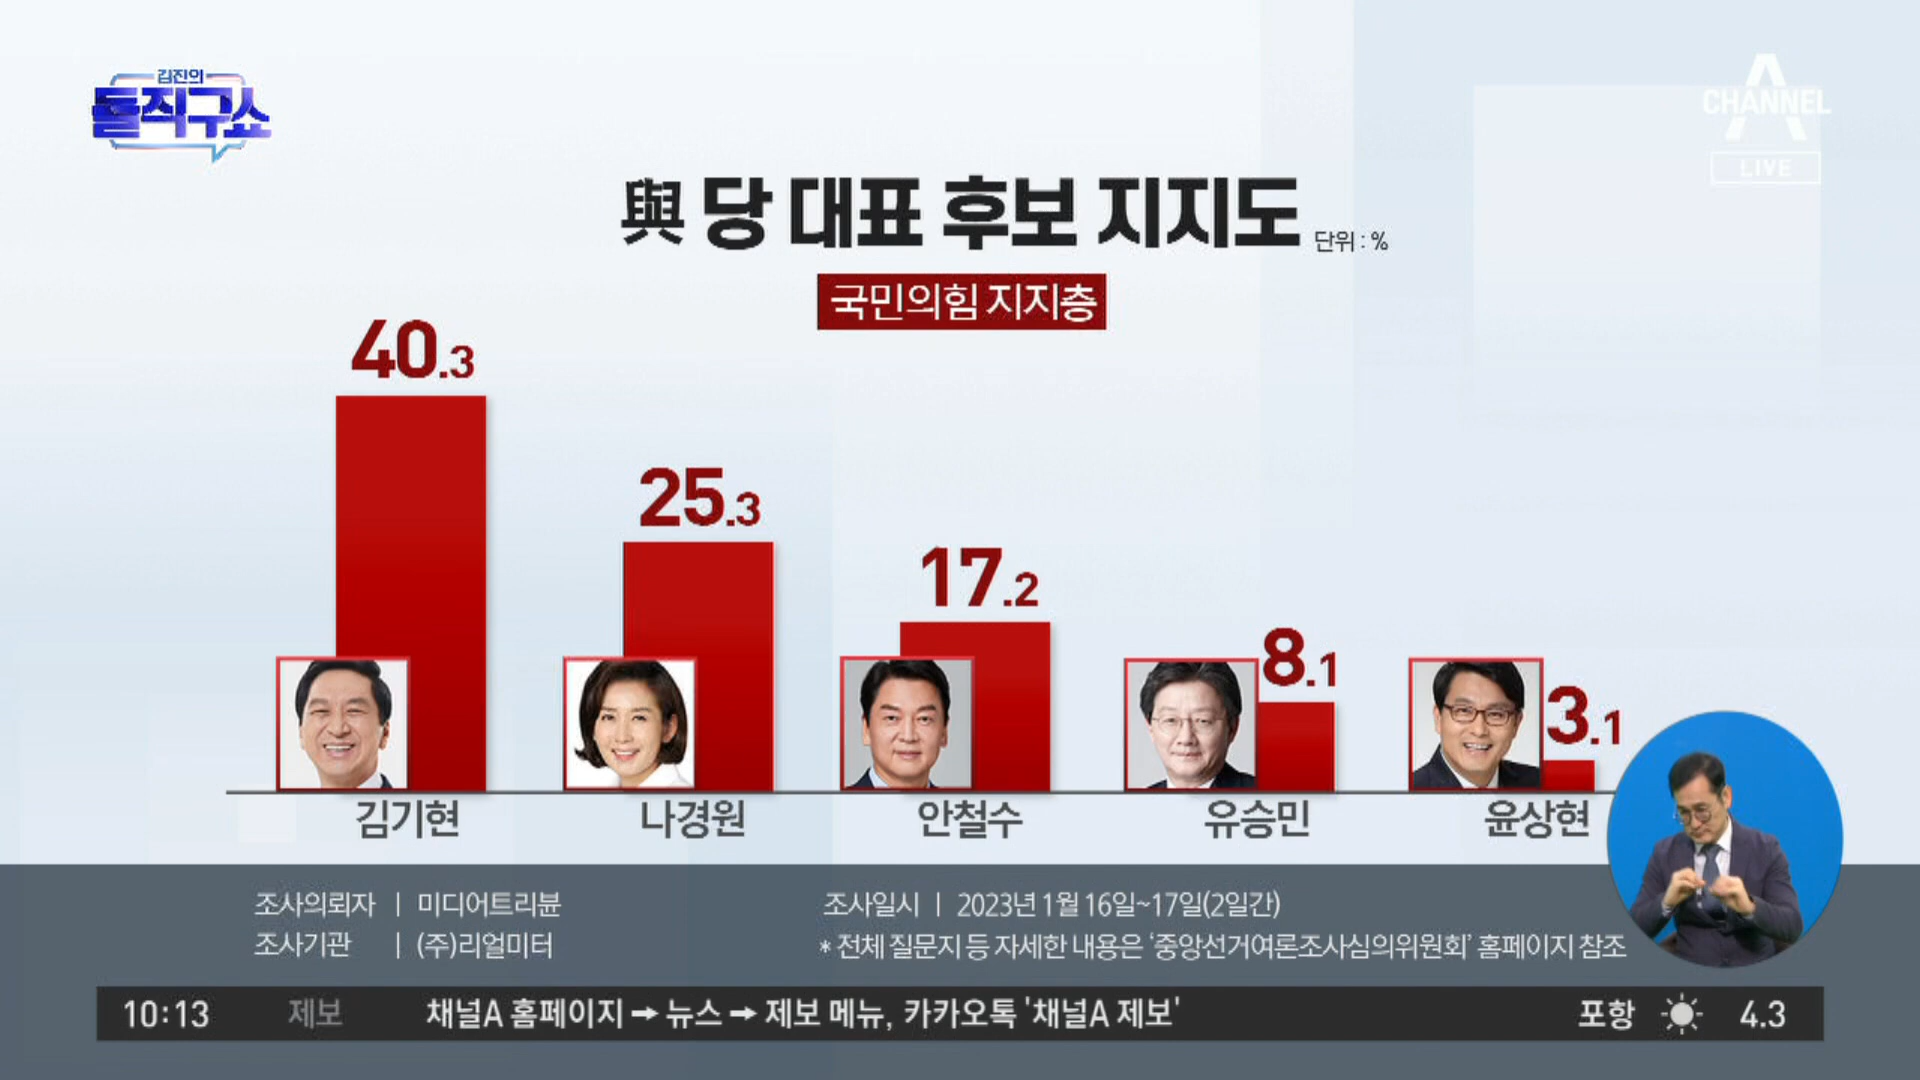 김진의
돌직구쇼
CHANNEL A
LIVE
與 당 대표 후보 지지도 단위 : %
국민의힘 지지층
40.3
25.3
17.2
8.1
3.1
김기현 나경원 안철수 유승민 윤상현
조사의뢰자 | 미디어트리뷴
조사기관 | (주)리얼미터
조사일시 | 2023년 1월 16일~17일(2일간)
* 전체 질문지 등 자세한 내용은 '중앙선거여론조사심의위원회' 홈페이지 참조
10:13 제보 채널A 홈페이지 → 뉴스 → 제보 메뉴, 카카오톡 '채널A 제보' 포항 4.3